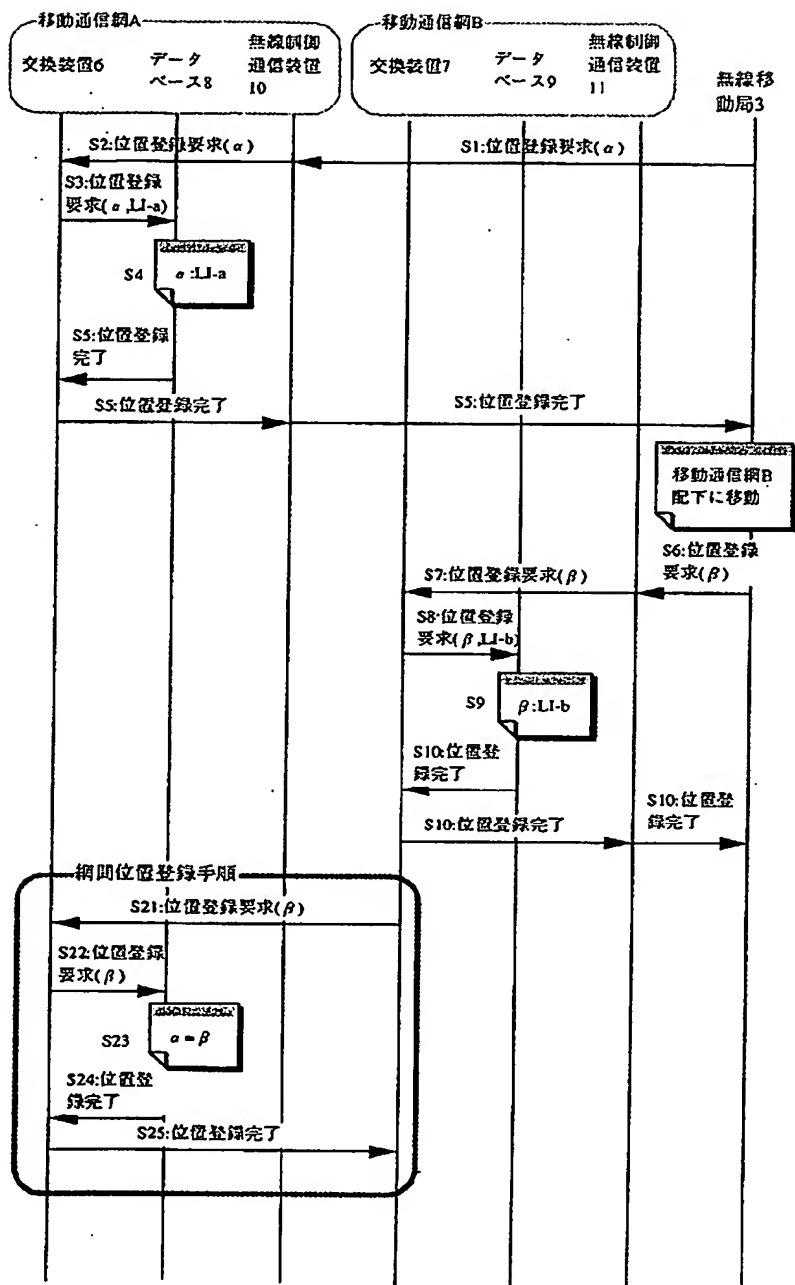 移動通信網A
交換装置6
データ
ベース8
無線制御
通信装置
10
移動通信網B
交換装置7
データ
ベース9
無線制御
通信装置
11
無線移
動局3
S2:位置登録要求(α)
S1:位置登録要求(α)
S3:位置登録
要求(α,LI-a)
S4
α:LI-a
S5:位置登録
完了
S5:位置登録完了
S5:位置登録完了
移動通信網B
配下に移動
S6:位置登録
要求(β)
S7:位置登録要求(β)
S8:位置登録
要求(β,LI-b)
S9
β:LI-b
S10:位置登
録完了
S10:位置登録完了
S10:位置登
録完了
網間位置登録手順
S21:位置登録要求(β)
S22:位置登録
要求(β)
S23
α=β
S24:位置登
録完了
S25:位置登録完了